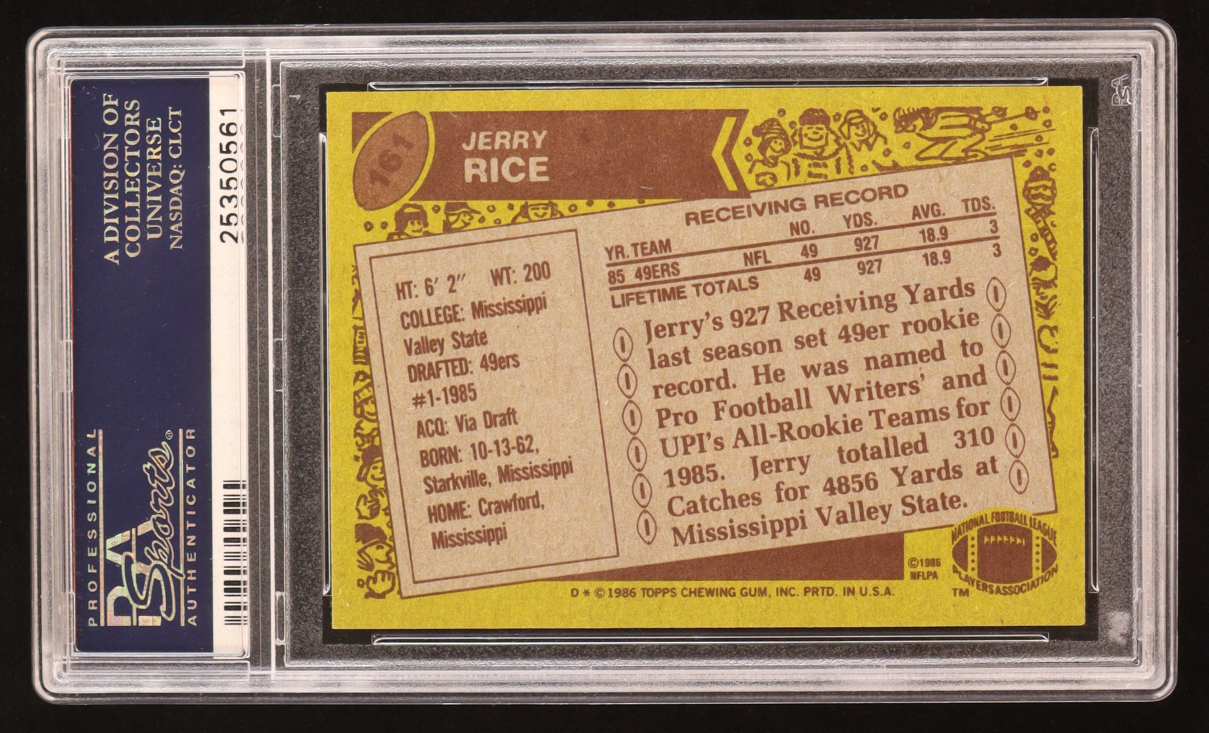 A DIVISION OF
COLLECTORS
UNIVERSE
NASDAQ: CLCT
25350561
PROFESSIONAL
PSA
Sports®
AUTHENTICATOR
PSA
161
JERRY
RICE
RECEIVING RECORD
YR. TEAM NO. YDS. AVG. TDS.
85 49ERS NFL 49 927 18.9 3
LIFETIME TOTALS 49 927 18.9 3
HT: 6′ 2″ WT: 200
COLLEGE: Mississippi
Valley State
DRAFTED: 49ers
#1-1985
ACQ: Via Draft
BORN: 10-13-62,
Starkville, Mississippi
HOME: Crawford,
Mississippi
Jerry's 927 Receiving Yards
last season set 49er rookie
record. He was named to
Pro Football Writers' and
UPI's All-Rookie Teams for
1985. Jerry totalled 310
Catches for 4856 Yards at
Mississippi Valley State.
NATIONAL FOOTBALL LEAGUE
PLAYERS ASSOCIATION
TM
©1986
NFLPA
D * © 1986 TOPPS CHEWING GUM, INC. PRTD. IN U.S.A.